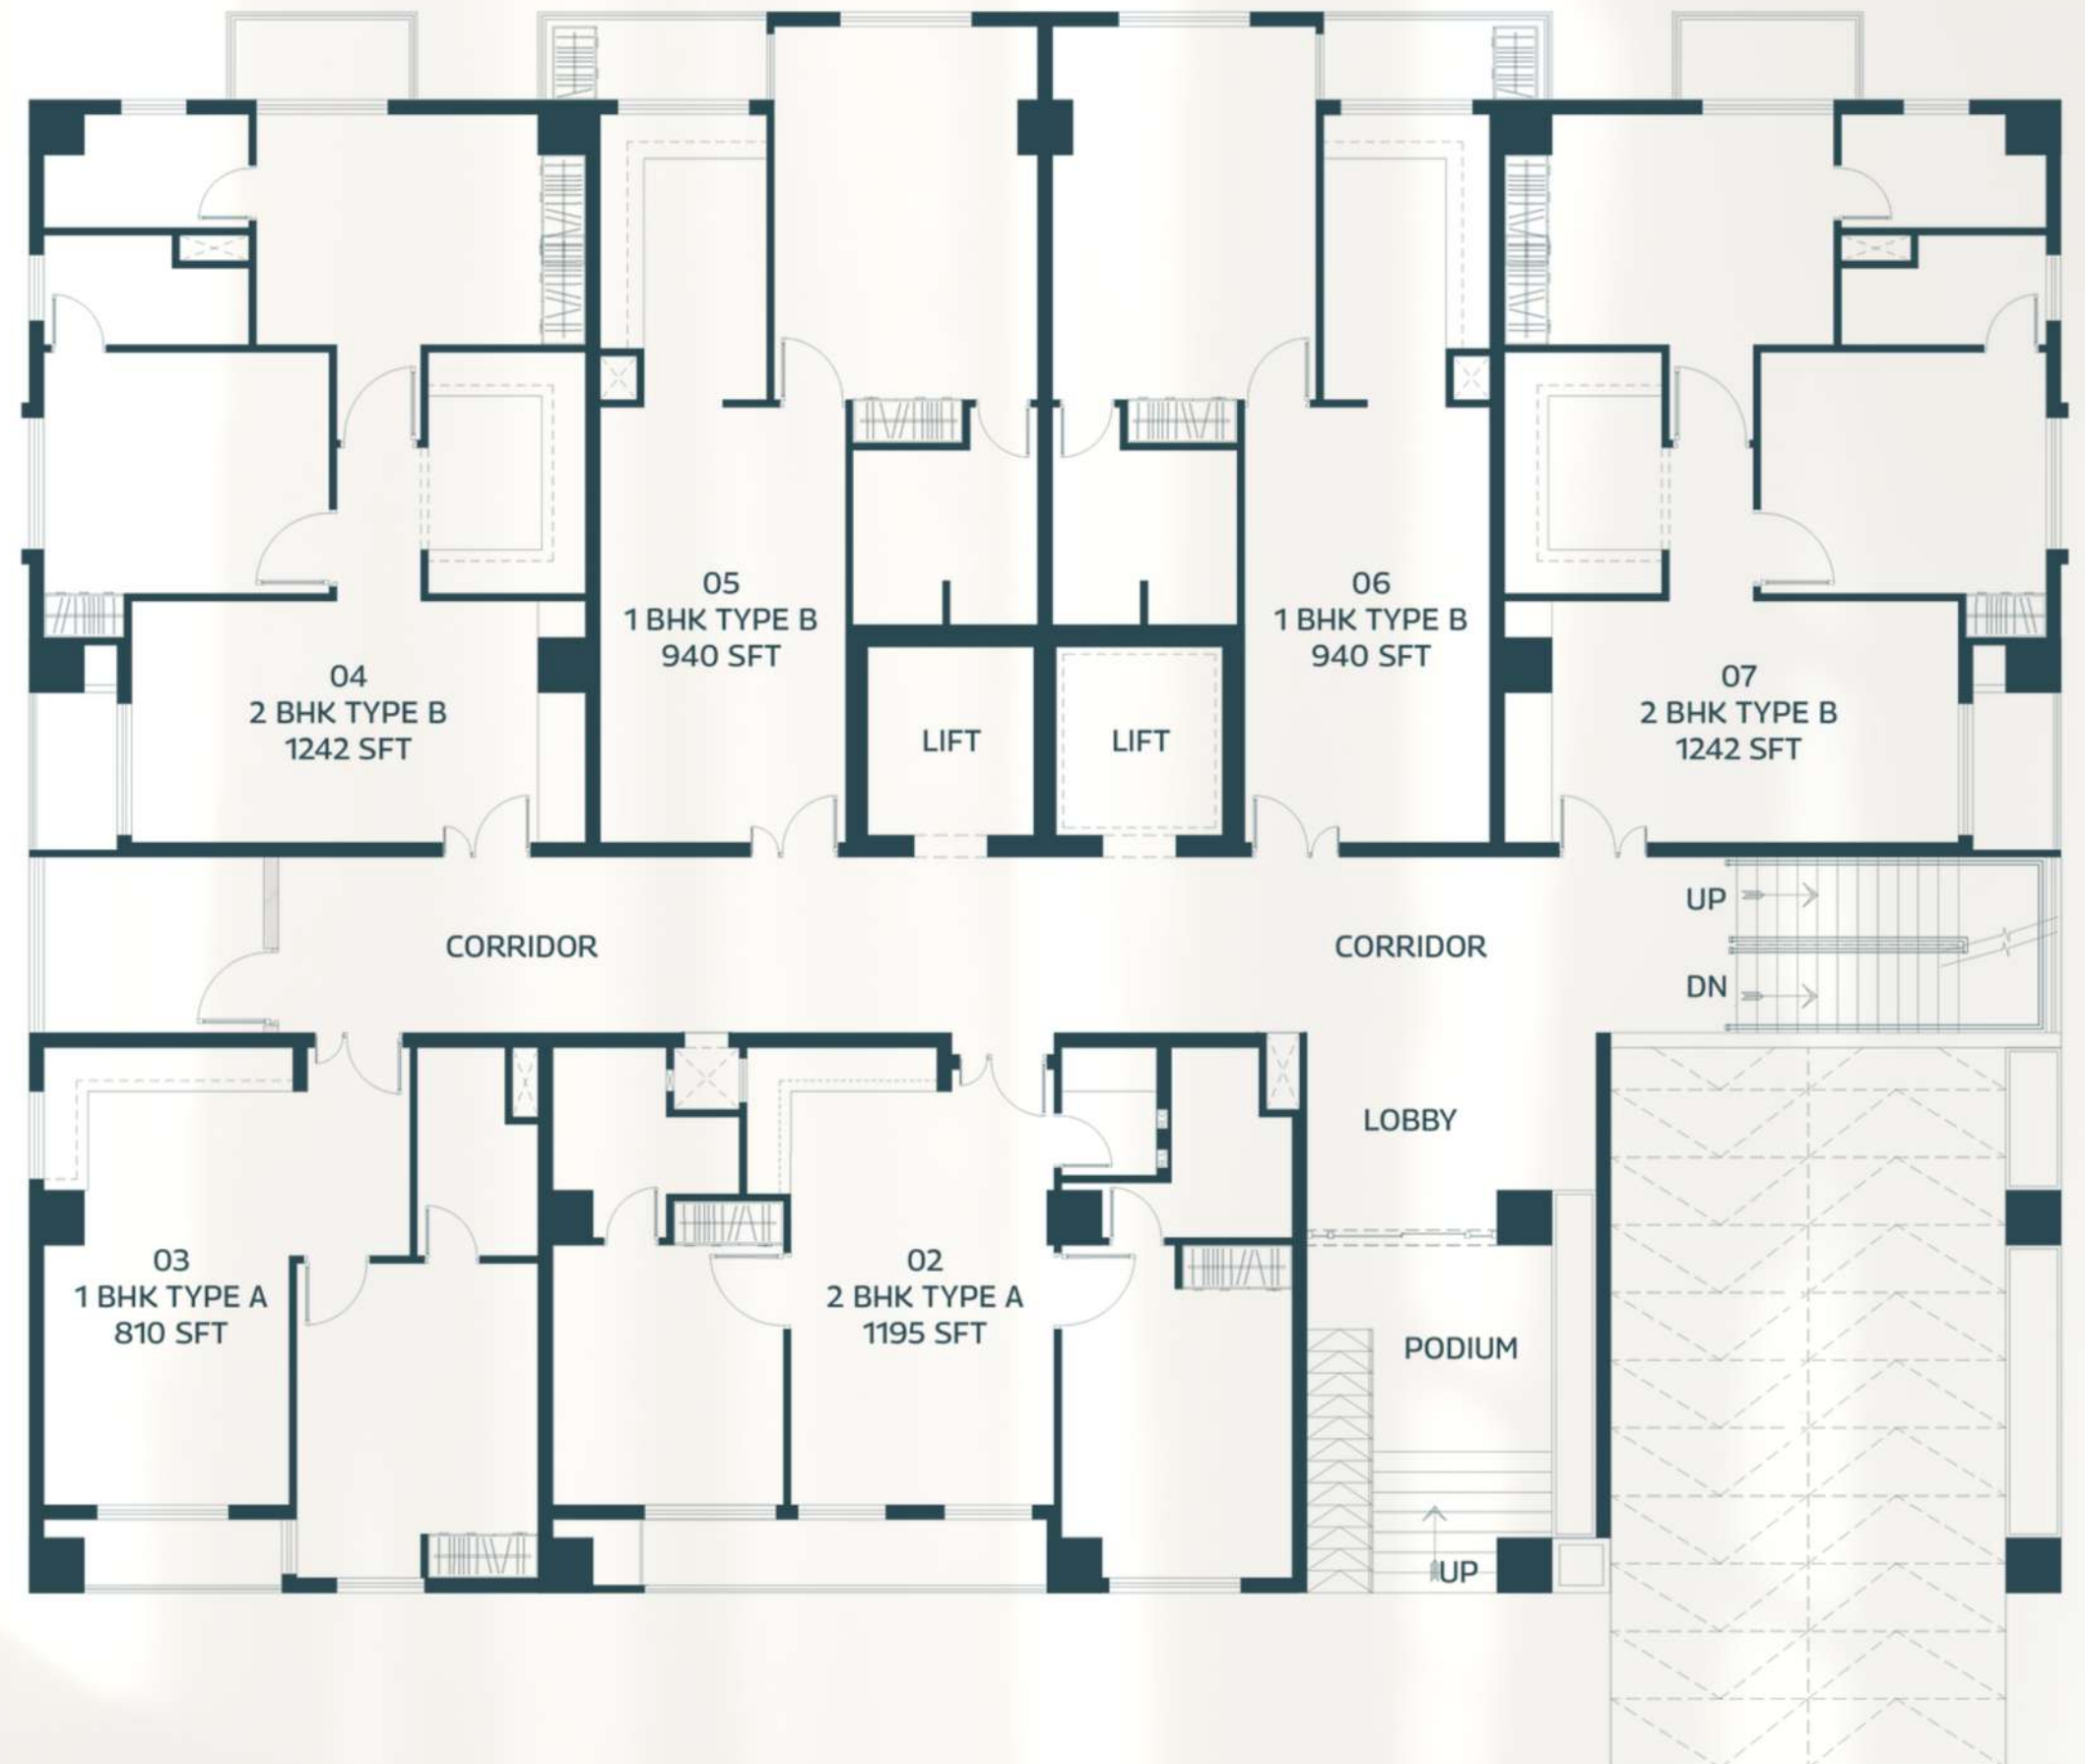 05
1 BHK TYPE B
940 SFT
06
1 BHK TYPE B
940 SFT
04
2 BHK TYPE B
1242 SFT
07
2 BHK TYPE B
1242 SFT
LIFT
LIFT
UP
CORRIDOR
CORRIDOR
DN
LOBBY
03
1 BHK TYPE A
810 SFT
02
2 BHK TYPE A
1195 SFT
PODIUM
UP